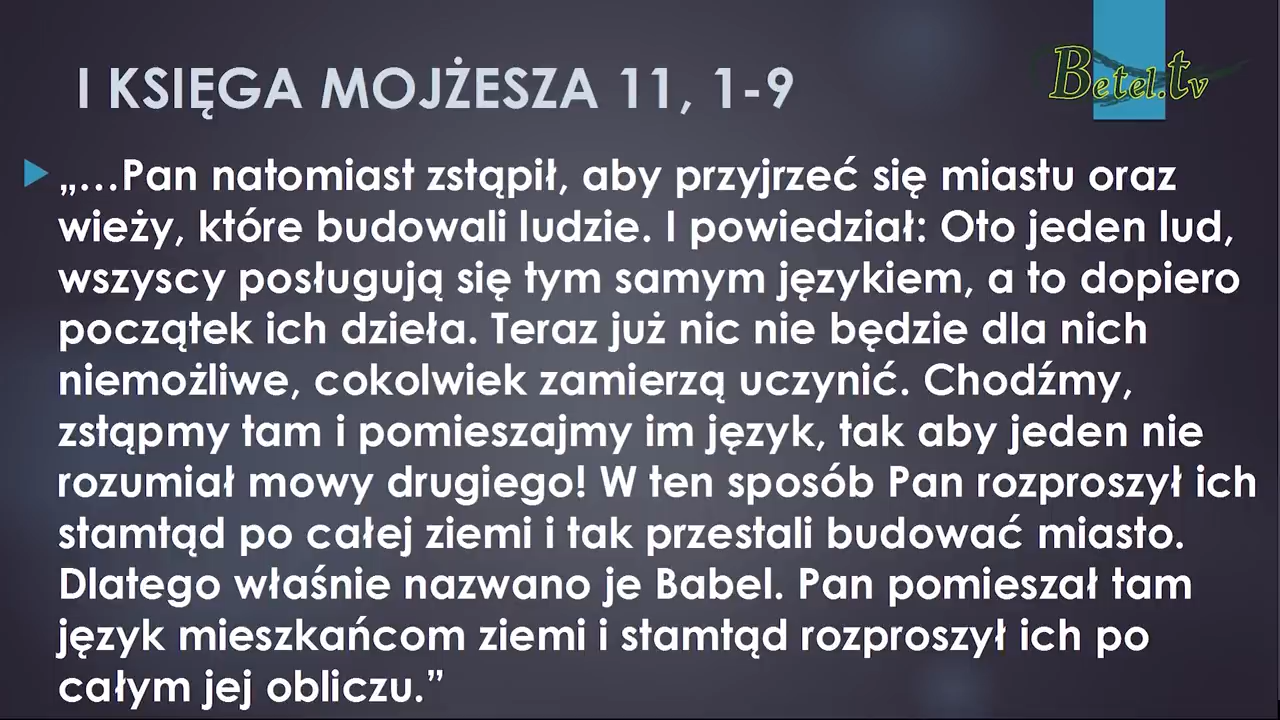 I KSIĘGA MOJŻESZA 11, 1-9
Betel.tv
„…Pan natomiast zstąpił, aby przyjrzeć się miastu oraz
wieży, które budowali ludzie. I powiedział: Oto jeden lud,
wszyscy posługują się tym samym językiem, a to dopiero
początek ich dzieła. Teraz już nic nie będzie dla nich
niemożliwe, cokolwiek zamierzą uczynić. Chodźmy,
zstąpmy tam i pomieszajmy im język, tak aby jeden nie
rozumiał mowy drugiego! W ten sposób Pan rozproszył ich
stamtąd po całej ziemi i tak przestali budować miasto.
Dlatego właśnie nazwano je Babel. Pan pomieszał tam
język mieszkańcom ziemi i stamtąd rozproszył ich po
całym jej obliczu.”